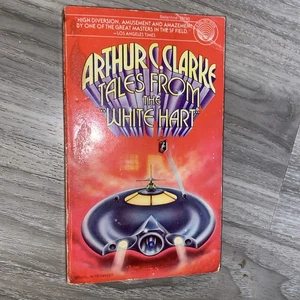 "HIGH DIVERSION, AMUSEMENT AND AMAZEMENT
BY ONE OF THE GREAT MASTERS IN THE SF FIELD."
—LOS ANGELES TIMES
ARTHUR C. CLARKE
TALES FROM
THE
"WHITE HART"